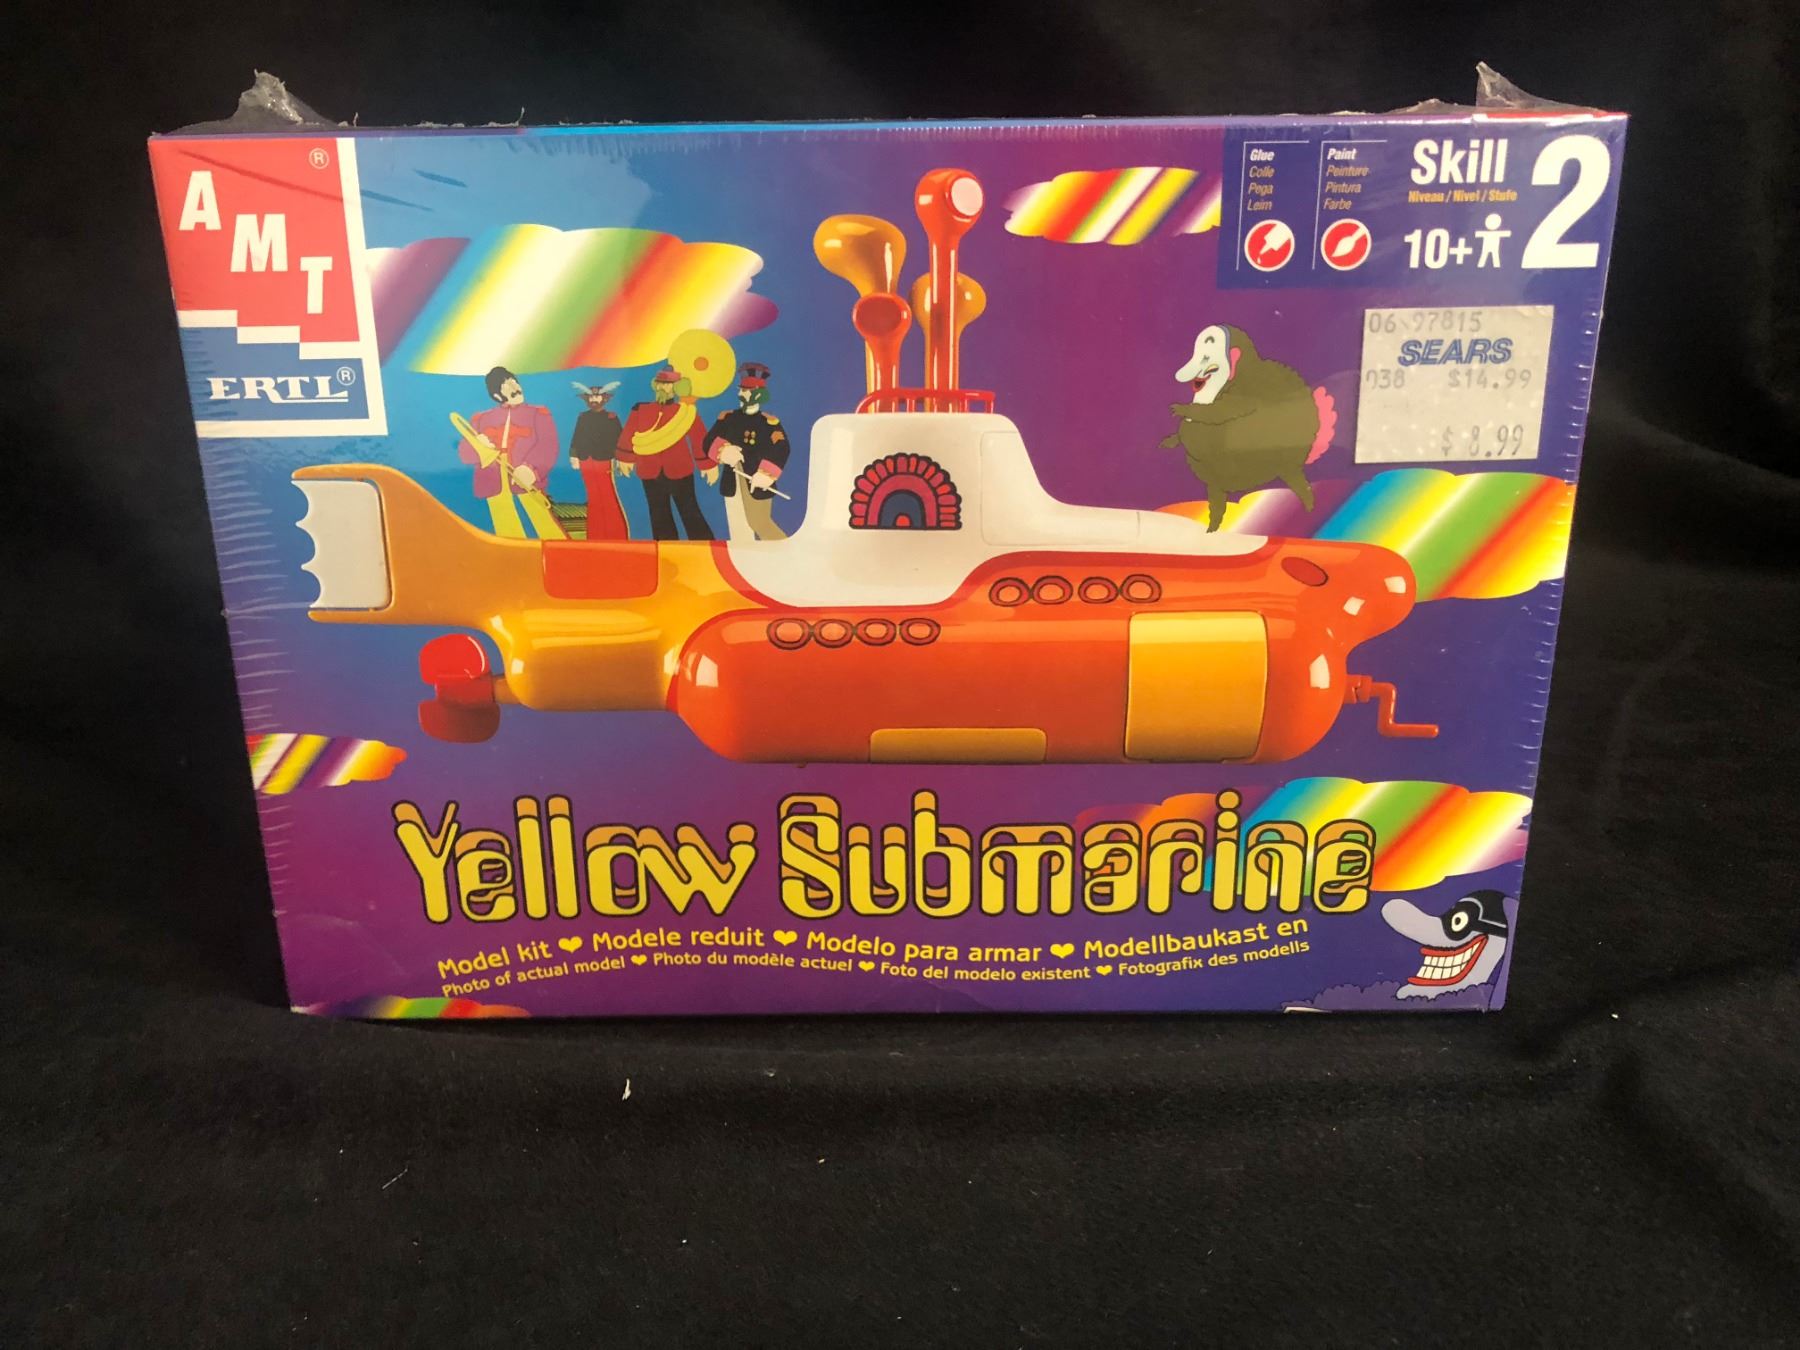 AMT ®
ERTL ®
Glue
Colle
Pega
Leim
Paint
Peinture
Pintura
Farbe
Skill 2
Niveau / Nivel / Stufe
10+
06 97815
SEARS
038 $14.99
$ 8.99
Yellow Submarine
Model kit ❤ Modele reduit ❤ Modelo para armar ❤ Modellbaukast en
Photo of actual model ❤ Photo du modèle actuel ❤ Foto del modelo existent ❤ Fotografix des modells